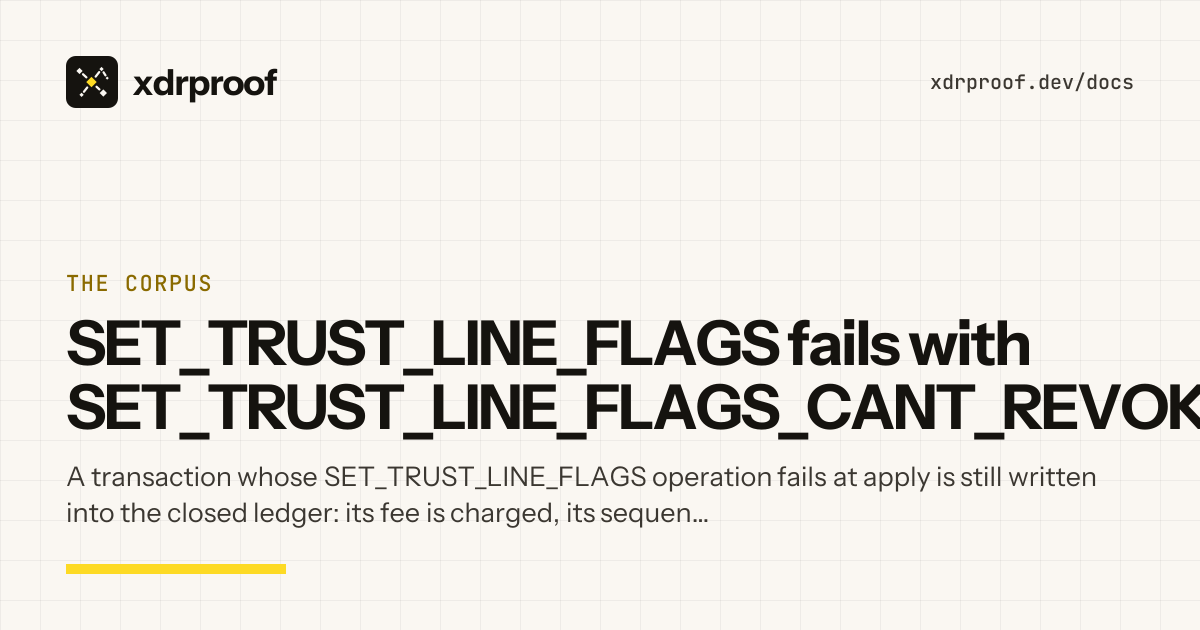 xdrproof
xdrproof.dev/docs
THE CORPUS
SET_TRUST_LINE_FLAGS fails with
SET_TRUST_LINE_FLAGS_CANT_REVOK
A transaction whose SET_TRUST_LINE_FLAGS operation fails at apply is still written
into the closed ledger: its fee is charged, its sequen...